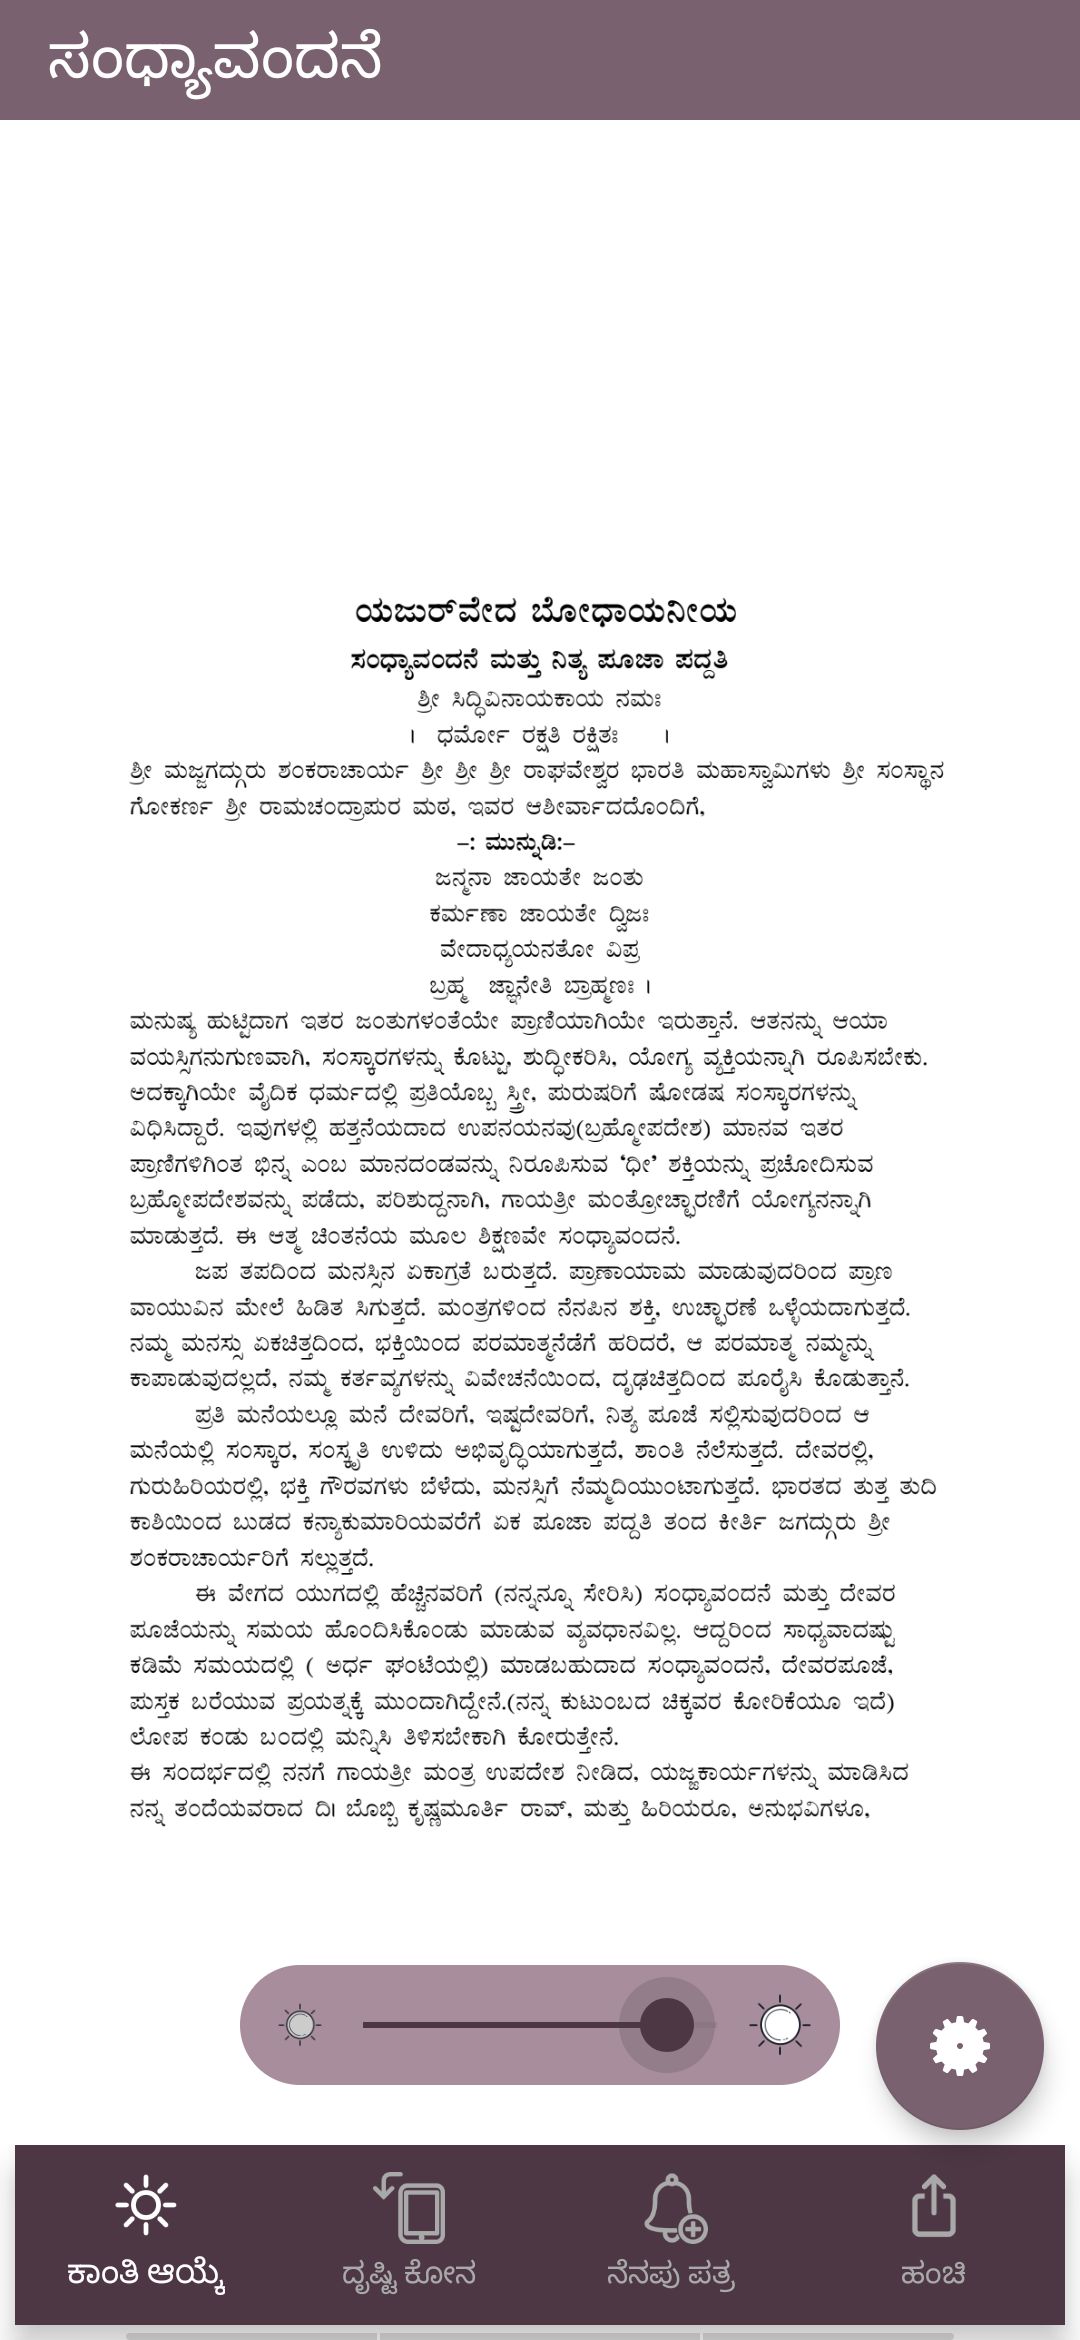 ಸಂಧ್ಯಾವಂದನೆ
ಯಜುರ್‌ವೇದ ಬೋಧಾಯನೀಯ
ಸಂಧ್ಯಾವಂದನೆ ಮತ್ತು ನಿತ್ಯ ಪೂಜಾ ಪದ್ದತಿ
ಶ್ರೀ ಸಿದ್ಧಿವಿನಾಯಕಾಯ ನಮಃ
। ಧರ್ಮೋ ರಕ್ಷತಿ ರಕ್ಷಿತಃ ।
ಶ್ರೀ ಮಜ್ಜಗದ್ಗುರು ಶಂಕರಾಚಾರ್ಯ ಶ್ರೀ ಶ್ರೀ ಶ್ರೀ ರಾಘವೇಶ್ವರ ಭಾರತಿ ಮಹಾಸ್ವಾಮಿಗಳು ಶ್ರೀ ಸಂಸ್ಥಾನ
ಗೋಕರ್ಣ ಶ್ರೀ ರಾಮಚಂದ್ರಾಪುರ ಮಠ, ಇವರ ಆಶೀರ್ವಾದದೊಂದಿಗೆ,
–: ಮುನ್ನುಡಿ:–
ಜನ್ಮನಾ ಜಾಯತೇ ಜಂತು
ಕರ್ಮಣಾ ಜಾಯತೇ ದ್ವಿಜಃ
ವೇದಾಧ್ಯಯನತೋ ವಿಪ್ರ
ಬ್ರಹ್ಮ ಜ್ಞಾನೇತಿ ಬ್ರಾಹ್ಮಣಃ ।
ಮನುಷ್ಯ ಹುಟ್ಟಿದಾಗ ಇತರ ಜಂತುಗಳಂತೆಯೇ ಪ್ರಾಣಿಯಾಗಿಯೇ ಇರುತ್ತಾನೆ. ಆತನನ್ನು ಆಯಾ
ವಯಸ್ಸಿಗನುಗುಣವಾಗಿ, ಸಂಸ್ಕಾರಗಳನ್ನು ಕೊಟ್ಟು, ಶುದ್ಧೀಕರಿಸಿ, ಯೋಗ್ಯ ವ್ಯಕ್ತಿಯನ್ನಾಗಿ ರೂಪಿಸಬೇಕು.
ಅದಕ್ಕಾಗಿಯೇ ವೈದಿಕ ಧರ್ಮದಲ್ಲಿ ಪ್ರತಿಯೊಬ್ಬ ಸ್ತ್ರೀ, ಪುರುಷರಿಗೆ ಷೋಡಷ ಸಂಸ್ಕಾರಗಳನ್ನು
ವಿಧಿಸಿದ್ದಾರೆ. ಇವುಗಳಲ್ಲಿ ಹತ್ತನೆಯದಾದ ಉಪನಯನವು(ಬ್ರಹ್ಮೋಪದೇಶ) ಮಾನವ ಇತರ
ಪ್ರಾಣಿಗಳಿಗಿಂತ ಭಿನ್ನ ಎಂಬ ಮಾನದಂಡವನ್ನು ನಿರೂಪಿಸುವ ‘ಧೀ’ ಶಕ್ತಿಯನ್ನು ಪ್ರಚೋದಿಸುವ
ಬ್ರಹ್ಮೋಪದೇಶವನ್ನು ಪಡೆದು, ಪರಿಶುದ್ದನಾಗಿ, ಗಾಯತ್ರೀ ಮಂತ್ರೋಚ್ಛಾರಣೆಗೆ ಯೋಗ್ಯನನ್ನಾಗಿ
ಮಾಡುತ್ತದೆ. ಈ ಆತ್ಮ ಚಿಂತನೆಯ ಮೂಲ ಶಿಕ್ಷಣವೇ ಸಂಧ್ಯಾವಂದನೆ.
ಜಪ ತಪದಿಂದ ಮನಸ್ಸಿನ ಏಕಾಗ್ರತೆ ಬರುತ್ತದೆ. ಪ್ರಾಣಾಯಾಮ ಮಾಡುವುದರಿಂದ ಪ್ರಾಣ
ವಾಯುವಿನ ಮೇಲೆ ಹಿಡಿತ ಸಿಗುತ್ತದೆ. ಮಂತ್ರಗಳಿಂದ ನೆನಪಿನ ಶಕ್ತಿ, ಉಚ್ಛಾರಣೆ ಒಳ್ಳೆಯದಾಗುತ್ತದೆ.
ನಮ್ಮ ಮನಸ್ಸು ಏಕಚಿತ್ತದಿಂದ, ಭಕ್ತಿಯಿಂದ ಪರಮಾತ್ಮನೆಡೆಗೆ ಹರಿದರೆ, ಆ ಪರಮಾತ್ಮ ನಮ್ಮನ್ನು
ಕಾಪಾಡುವುದಲ್ಲದೆ, ನಮ್ಮ ಕರ್ತವ್ಯಗಳನ್ನು ವಿವೇಚನೆಯಿಂದ, ದೃಢಚಿತ್ತದಿಂದ ಪೂರೈಸಿ ಕೊಡುತ್ತಾನೆ.
ಪ್ರತಿ ಮನೆಯಲ್ಲೂ ಮನೆ ದೇವರಿಗೆ, ಇಷ್ಟದೇವರಿಗೆ, ನಿತ್ಯ ಪೂಜೆ ಸಲ್ಲಿಸುವುದರಿಂದ ಆ
ಮನೆಯಲ್ಲಿ ಸಂಸ್ಕಾರ, ಸಂಸ್ಕೃತಿ ಉಳಿದು ಅಭಿವೃದ್ಧಿಯಾಗುತ್ತದೆ, ಶಾಂತಿ ನೆಲೆಸುತ್ತದೆ. ದೇವರಲ್ಲಿ,
ಗುರುಹಿರಿಯರಲ್ಲಿ, ಭಕ್ತಿ ಗೌರವಗಳು ಬೆಳೆದು, ಮನಸ್ಸಿಗೆ ನೆಮ್ಮದಿಯುಂಟಾಗುತ್ತದೆ. ಭಾರತದ ತುತ್ತ ತುದಿ
ಕಾಶಿಯಿಂದ ಬುಡದ ಕನ್ಯಾಕುಮಾರಿಯವರೆಗೆ ಏಕ ಪೂಜಾ ಪದ್ದತಿ ತಂದ ಕೀರ್ತಿ ಜಗದ್ಗುರು ಶ್ರೀ
ಶಂಕರಾಚಾರ್ಯರಿಗೆ ಸಲ್ಲುತ್ತದೆ.
ಈ ವೇಗದ ಯುಗದಲ್ಲಿ ಹೆಚ್ಚಿನವರಿಗೆ (ನನ್ನನ್ನೂ ಸೇರಿಸಿ) ಸಂಧ್ಯಾವಂದನೆ ಮತ್ತು ದೇವರ
ಪೂಜೆಯನ್ನು ಸಮಯ ಹೊಂದಿಸಿಕೊಂಡು ಮಾಡುವ ವ್ಯವಧಾನವಿಲ್ಲ. ಆದ್ದರಿಂದ ಸಾಧ್ಯವಾದಷ್ಟು
ಕಡಿಮೆ ಸಮಯದಲ್ಲಿ ( ಅರ್ಧ ಘಂಟೆಯಲ್ಲಿ) ಮಾಡಬಹುದಾದ ಸಂಧ್ಯಾವಂದನೆ, ದೇವರಪೂಜೆ,
ಪುಸ್ತಕ ಬರೆಯುವ ಪ್ರಯತ್ನಕ್ಕೆ ಮುಂದಾಗಿದ್ದೇನೆ.(ನನ್ನ ಕುಟುಂಬದ ಚಿಕ್ಕವರ ಕೋರಿಕೆಯೂ ಇದೆ)
ಲೋಪ ಕಂಡು ಬಂದಲ್ಲಿ ಮನ್ನಿಸಿ ತಿಳಿಸಬೇಕಾಗಿ ಕೋರುತ್ತೇನೆ.
ಈ ಸಂದರ್ಭದಲ್ಲಿ ನನಗೆ ಗಾಯತ್ರೀ ಮಂತ್ರ ಉಪದೇಶ ನೀಡಿದ, ಯಜ್ಞಕಾರ್ಯಗಳನ್ನು ಮಾಡಿಸಿದ
ನನ್ನ ತಂದೆಯವರಾದ ದಿ। ಬೊಬ್ಬಿ ಕೃಷ್ಣಮೂರ್ತಿ ರಾವ್, ಮತ್ತು ಹಿರಿಯರೂ, ಅನುಭವಿಗಳೂ,
ಕಾಂತಿ ಆಯ್ಕೆ
ದೃಷ್ಟಿ ಕೋನ
ನೆನಪು ಪತ್ರ
ಹಂಚಿ